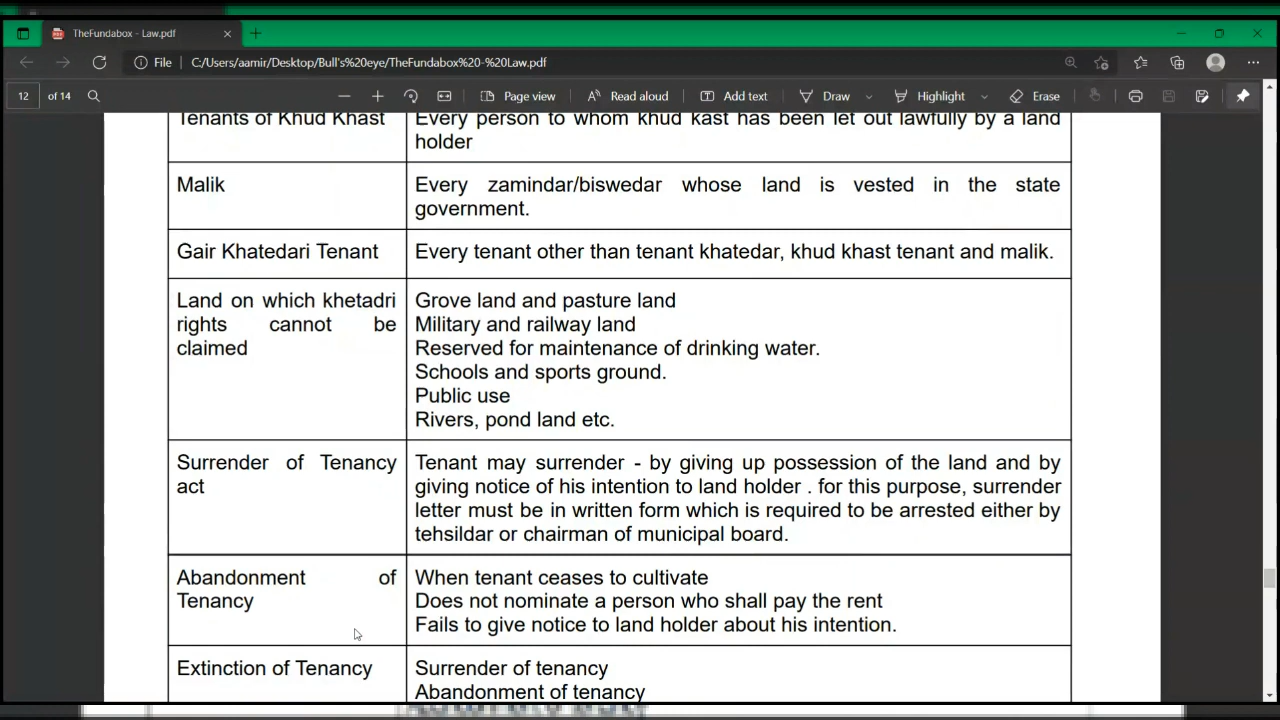 TheFundabox - Law.pdf
File
C:/Users/aamir/Desktop/Bull's%20eye/TheFundabox%20-%20Law.pdf
12 of 14
Page view
Read aloud
Add text
Draw
Highlight
Erase
Tenants of Khud Khast
Every person to whom khud kast has been let out lawfully by a land
holder
Malik
Every zamindar/biswedar whose land is vested in the state
government.
Gair Khatedari Tenant
Every tenant other than tenant khatedar, khud khast tenant and malik.
Land on which khetadri
rights cannot be
claimed
Grove land and pasture land
Military and railway land
Reserved for maintenance of drinking water.
Schools and sports ground.
Public use
Rivers, pond land etc.
Surrender of Tenancy
act
Tenant may surrender - by giving up possession of the land and by
giving notice of his intention to land holder . for this purpose, surrender
letter must be in written form which is required to be arrested either by
tehsildar or chairman of municipal board.
Abandonment of
Tenancy
When tenant ceases to cultivate
Does not nominate a person who shall pay the rent
Fails to give notice to land holder about his intention.
Extinction of Tenancy
Surrender of tenancy
Abandonment of tenancy